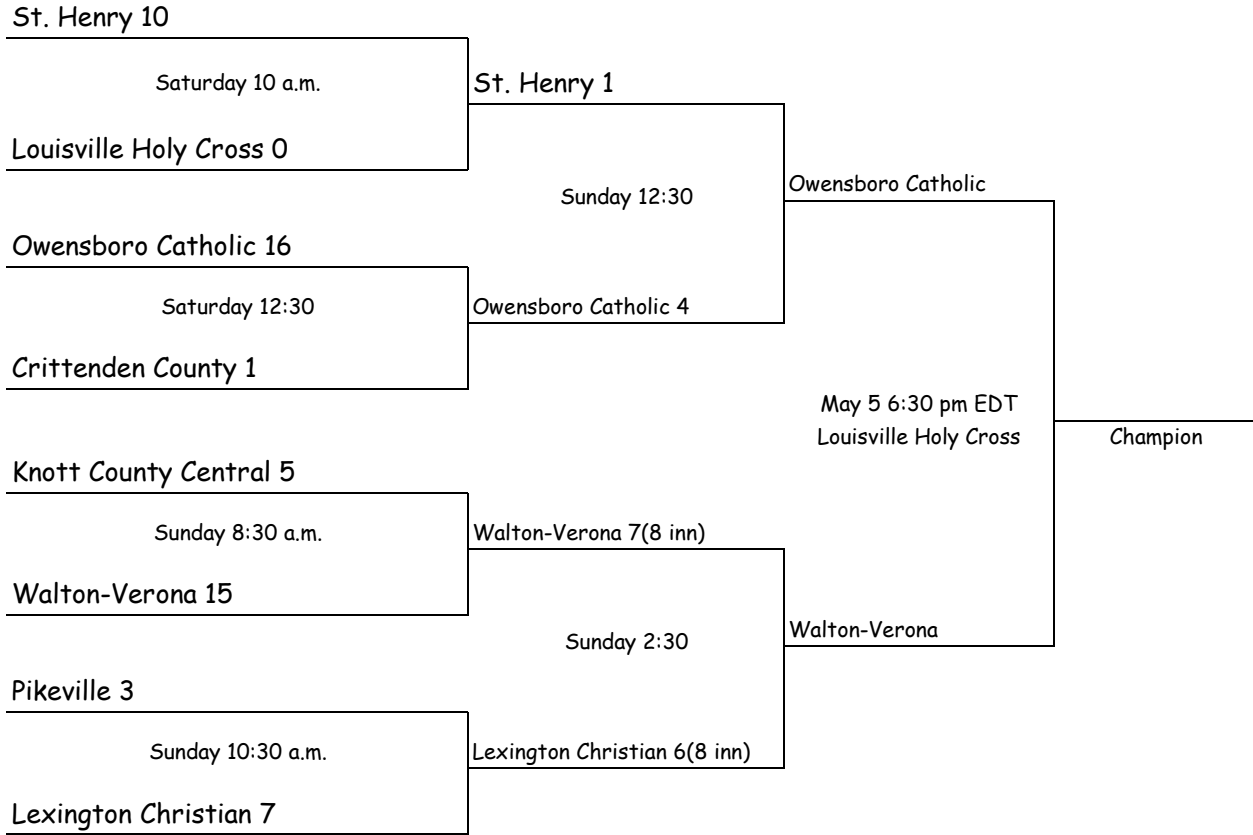 St. Henry 10
Saturday 10 a.m.
St. Henry 1
Louisville Holy Cross 0
Sunday 12:30
Owensboro Catholic
Owensboro Catholic 16
Saturday 12:30
Owensboro Catholic 4
Crittenden County 1
May 5 6:30 pm EDT
Louisville Holy Cross
Champion
Knott County Central 5
Sunday 8:30 a.m.
Walton-Verona 7(8 inn)
Walton-Verona 15
Sunday 2:30
Walton-Verona
Pikeville 3
Sunday 10:30 a.m.
Lexington Christian 6(8 inn)
Lexington Christian 7